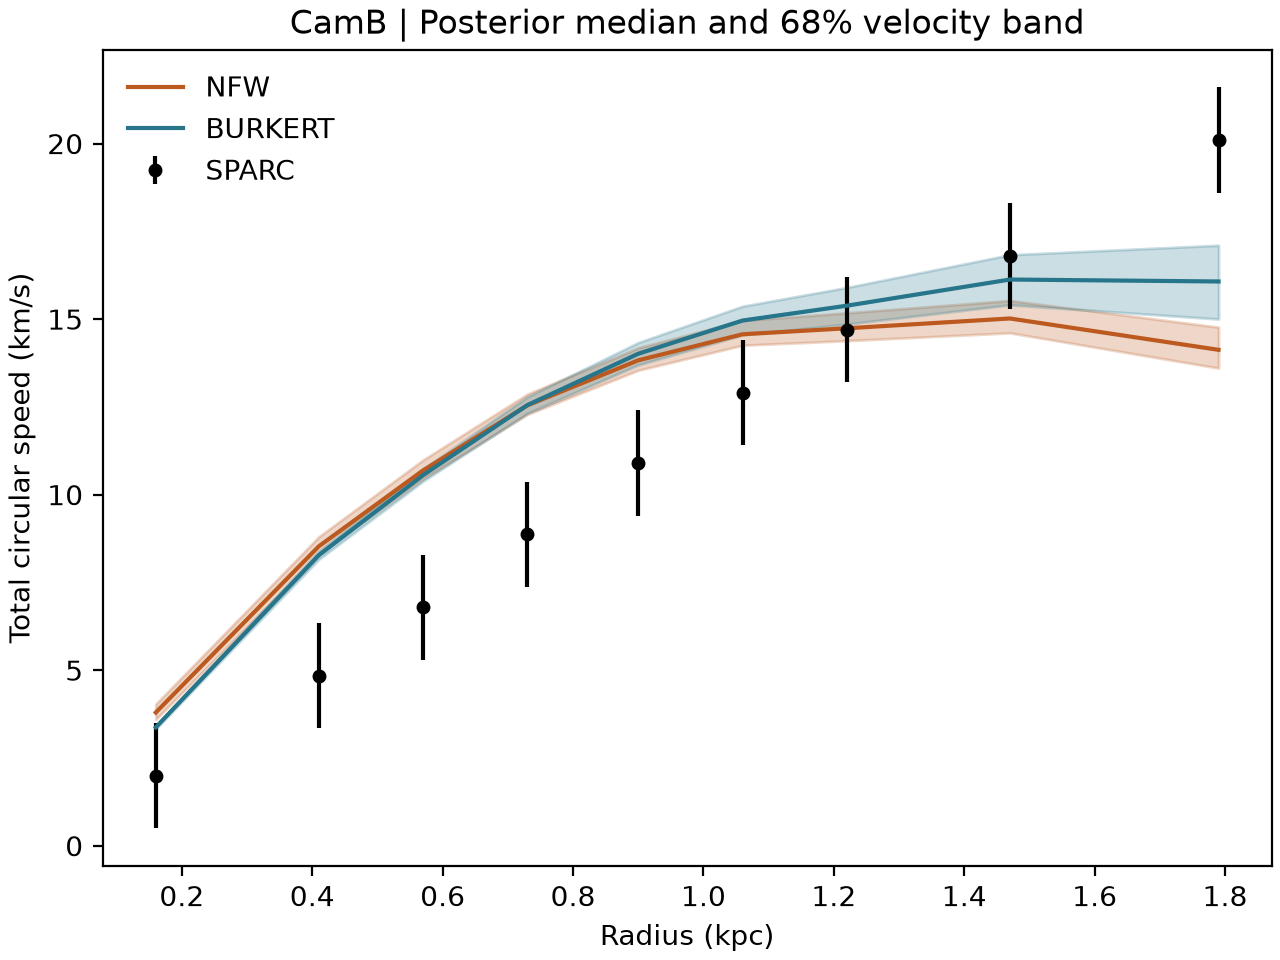 CamB | Posterior median and 68% velocity band
NFW
BURKERT
SPARC
Total circular speed (km/s)
20
15
10
5
0
0.2 0.4 0.6 0.8 1.0 1.2 1.4 1.6 1.8
Radius (kpc)